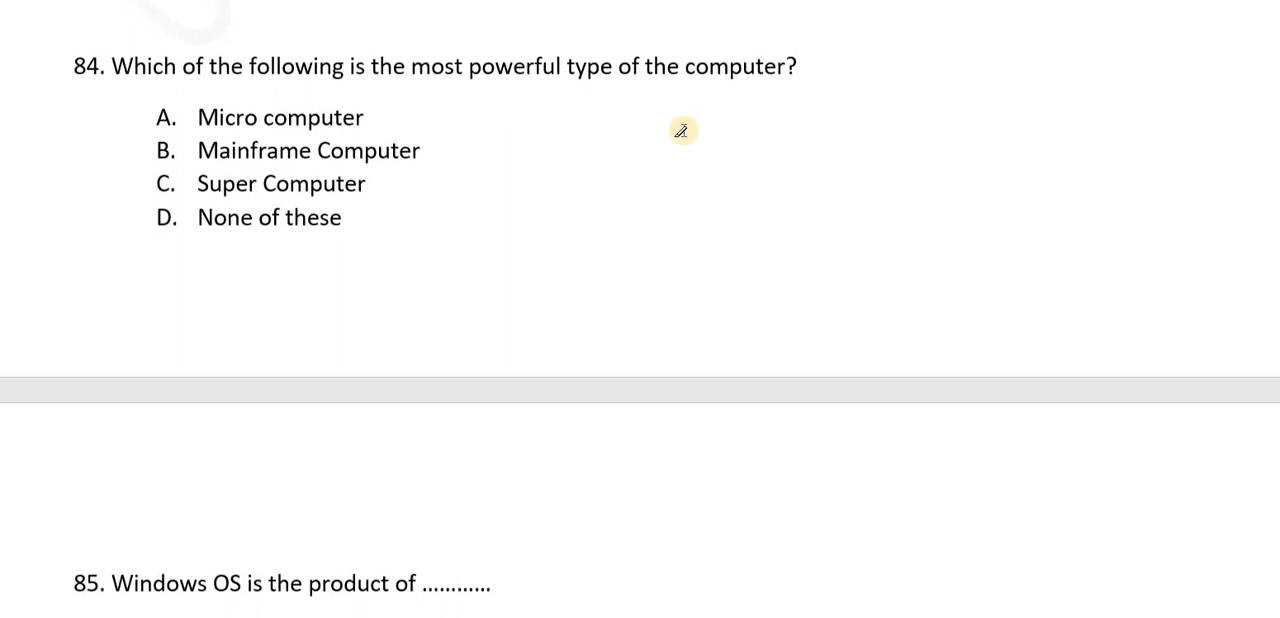 84. Which of the following is the most powerful type of the computer?
A. Micro computer
B. Mainframe Computer
C. Super Computer
D. None of these
85. Windows OS is the product of ............